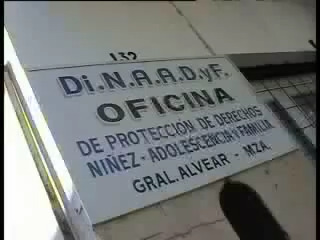 132
Di.N.A.A.D.yF.
OFICINA
DE PROTECCIÓN DE DERECHOS
NIÑEZ - ADOLESCENCIA Y FAMILIA
GRAL. ALVEAR - MZA.